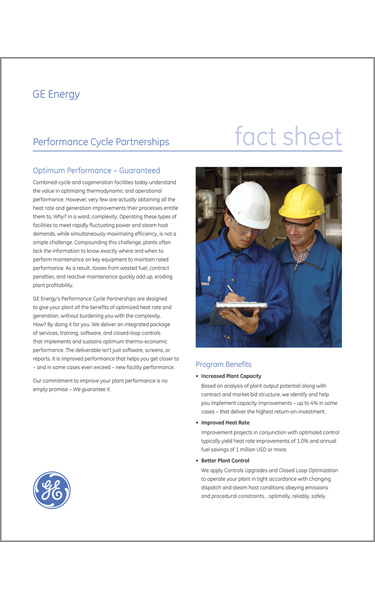 GE Energy
Performance Cycle Partnerships
fact sheet
Optimum Performance – Guaranteed
Combined-cycle and cogeneration facilities today understand
the value in optimizing thermodynamic and operational
performance. However, very few are actually obtaining all the
heat rate and generation improvements their processes entitle
them to. Why? In a word, complexity. Operating these types of
facilities to meet rapidly fluctuating power and steam host
demands, while simultaneously maximizing efficiency, is not a
simple challenge. Compounding this challenge, plants often
lack the information to know exactly where and when to
perform maintenance on key equipment to maintain rated
performance. As a result, losses from wasted fuel, contract
penalties, and reactive maintenance quickly add up, eroding
plant profitability.
GE Energy's Performance Cycle Partnerships are designed
to give your plant all the benefits of optimized heat rate and
generation, without burdening you with the complexity.
How? By doing it for you. We deliver an integrated package
of services, training, software, and closed-loop controls
that implements and sustains optimum thermo-economic
performance. The deliverable isn't just software, screens, or
reports. It is improved performance that helps you get closer to
– and in some cases even exceed – new facility performance.
Our commitment to improve your plant performance is no
empty promise – We guarantee it.
Program Benefits
• Increased Plant Capacity
Based on analysis of plant output potential along with
contract and market bid structure, we identify and help
you implement capacity improvements – up to 4% in some
cases – that deliver the highest return-on-investment.
• Improved Heat Rate
Improvement projects in conjunction with optimized control
typically yield heat rate improvements of 1.0% and annual
fuel savings of 1 million USD or more.
• Better Plant Control
We apply Controls Upgrades and Closed Loop Optimization
to operate your plant in tight accordance with changing
dispatch and steam host conditions obeying emissions
and procedural constraints... optimally, reliably, safely.
GE